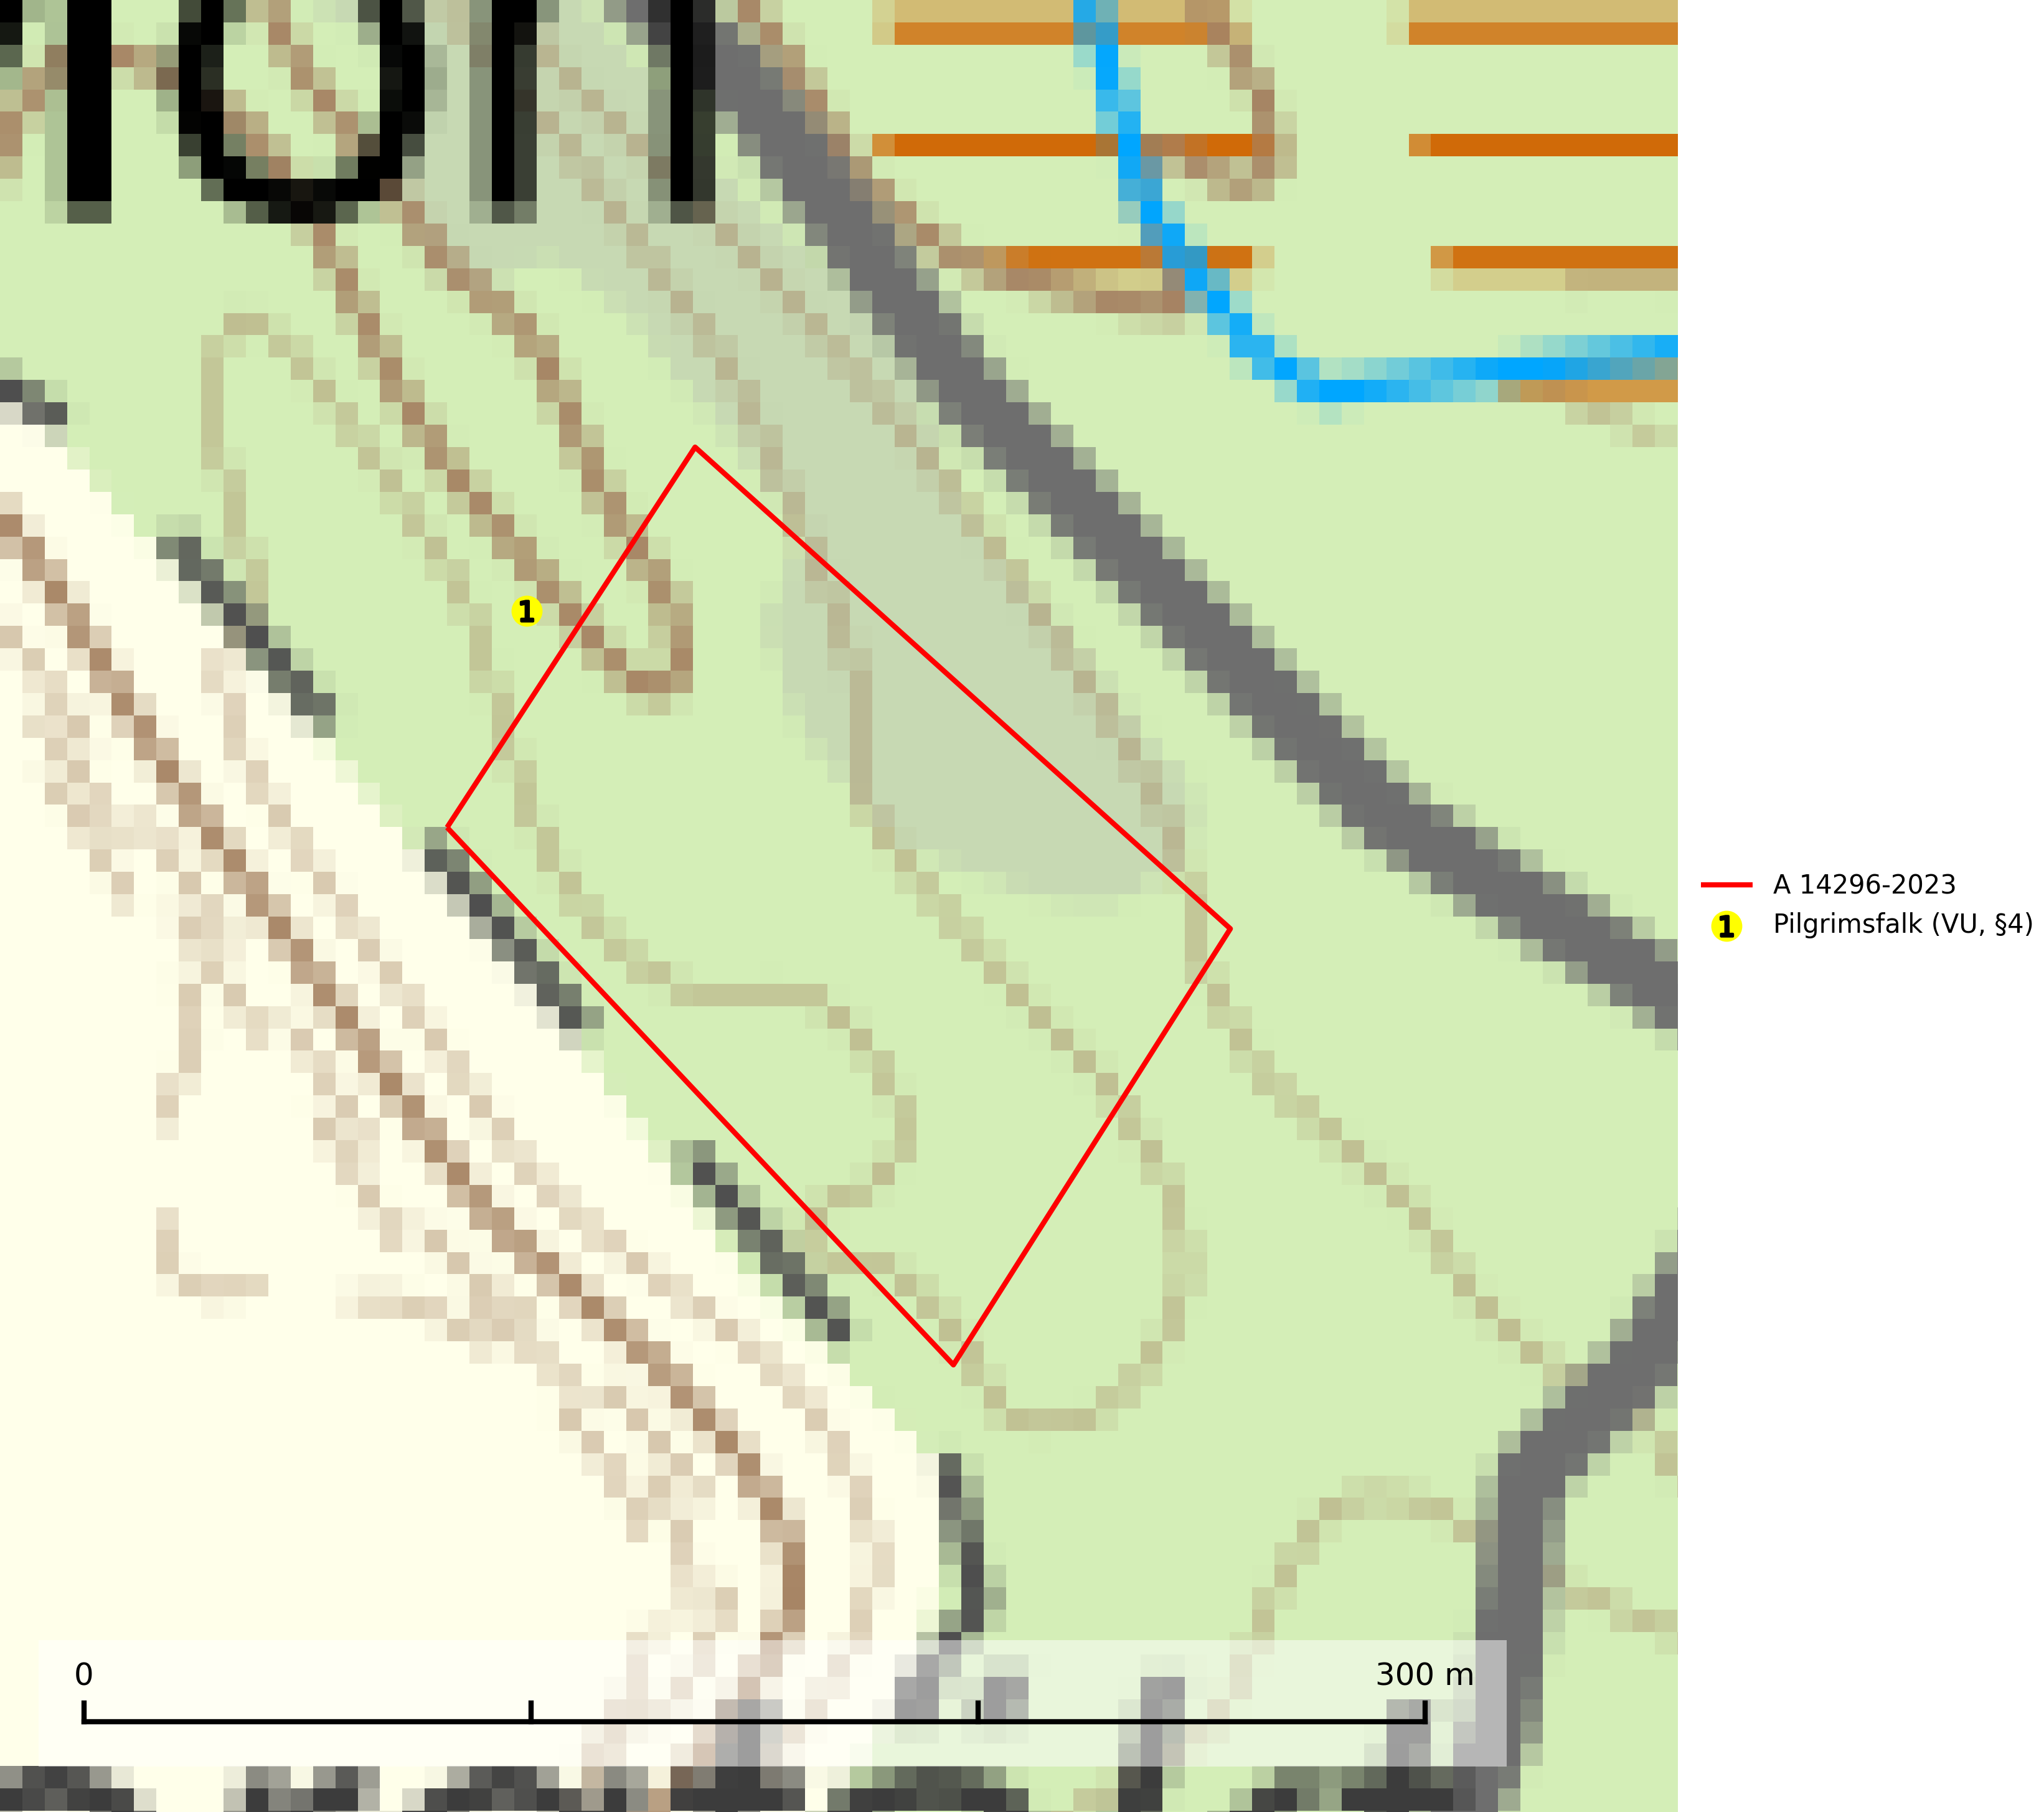 1
A 14296-2023
1 Pilgrimsfalk (VU, §4)
0 300 m